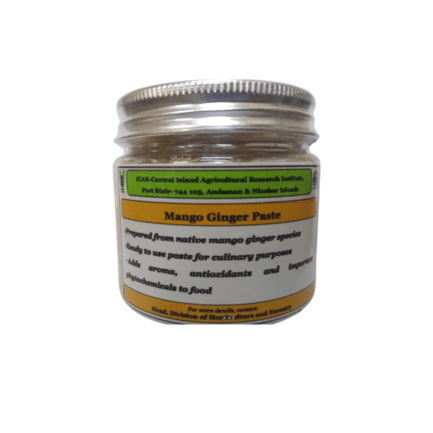 ICAR-Central Island Agricultural Research Institute,
Port Blair- 744 105, Andaman & Nicobar Islands
Mango Ginger Paste
-Prepared from native mango ginger species
-Ready to use paste for culinary purposes
-Adds aroma, antioxidants and important
phytochemicals to food
For more details, contact:
Head, Division of Horticulture and Forestry